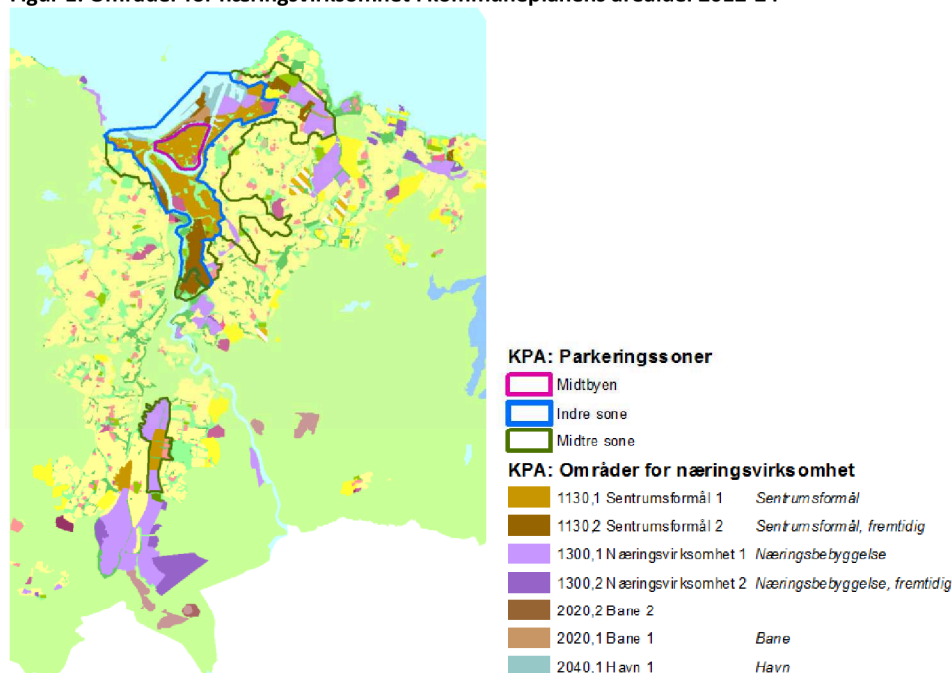 KPA: Parkeringssoner
Midtbyen
Indre sone
Midtre sone
KPA: Områder for næringsvirksomhet
1130,1 Sentrumsformål 1 Sentrumsformål
1130,2 Sentrumsformål 2 Sentrumsformål, fremtidig
1300,1 Næringsvirksomhet 1 Næringsbebyggelse
1300,2 Næringsvirksomhet 2 Næringsbebyggelse, fremtidig
2020,2 Bane 2
2020,1 Bane 1 Bane
2040,1 Havn 1 Havn